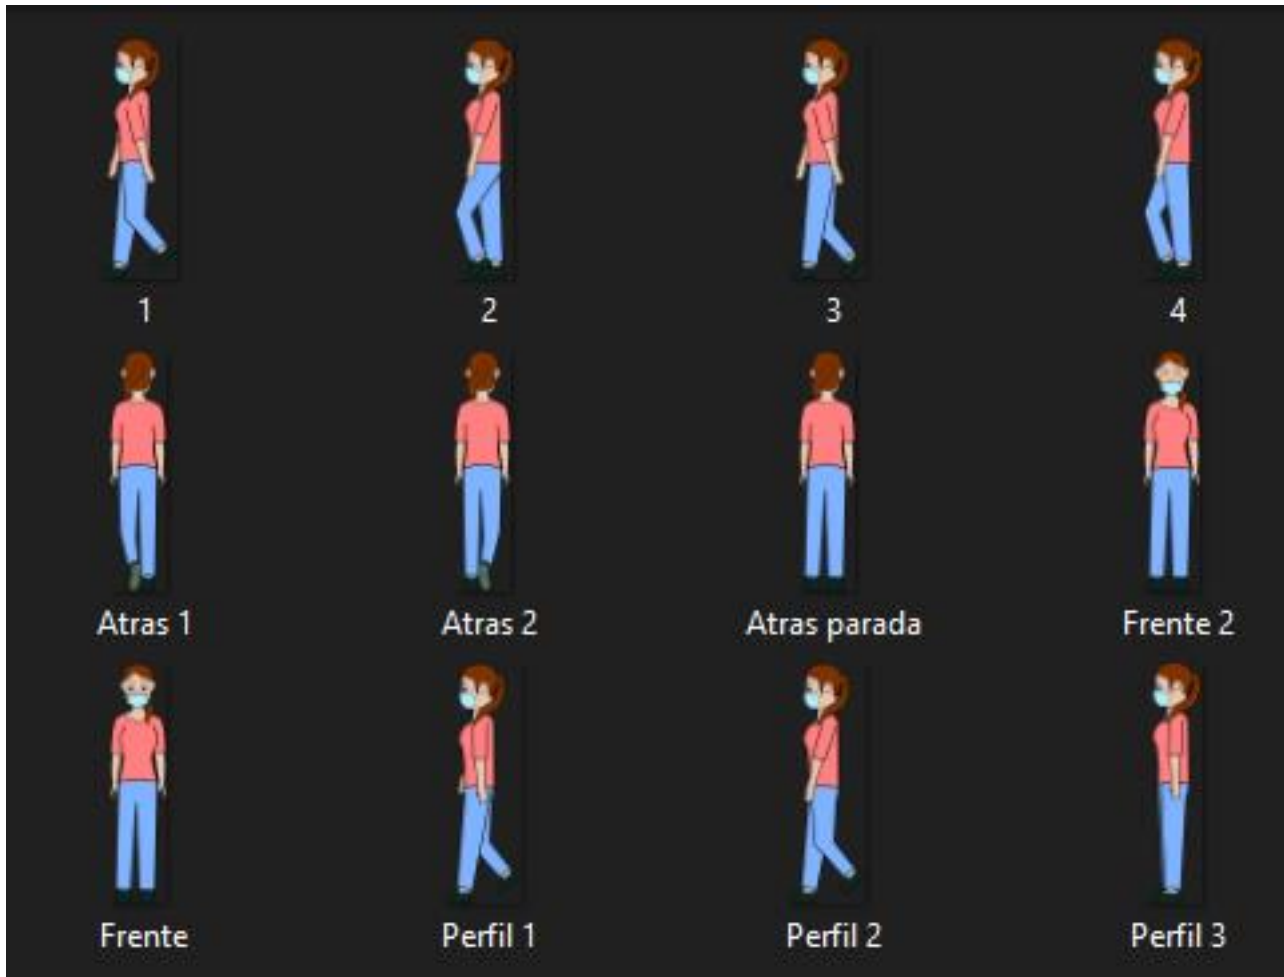 1
2
3
4
Atras 1
Atras 2
Atras parada
Frente 2
Frente
Perfil 1
Perfil 2
Perfil 3